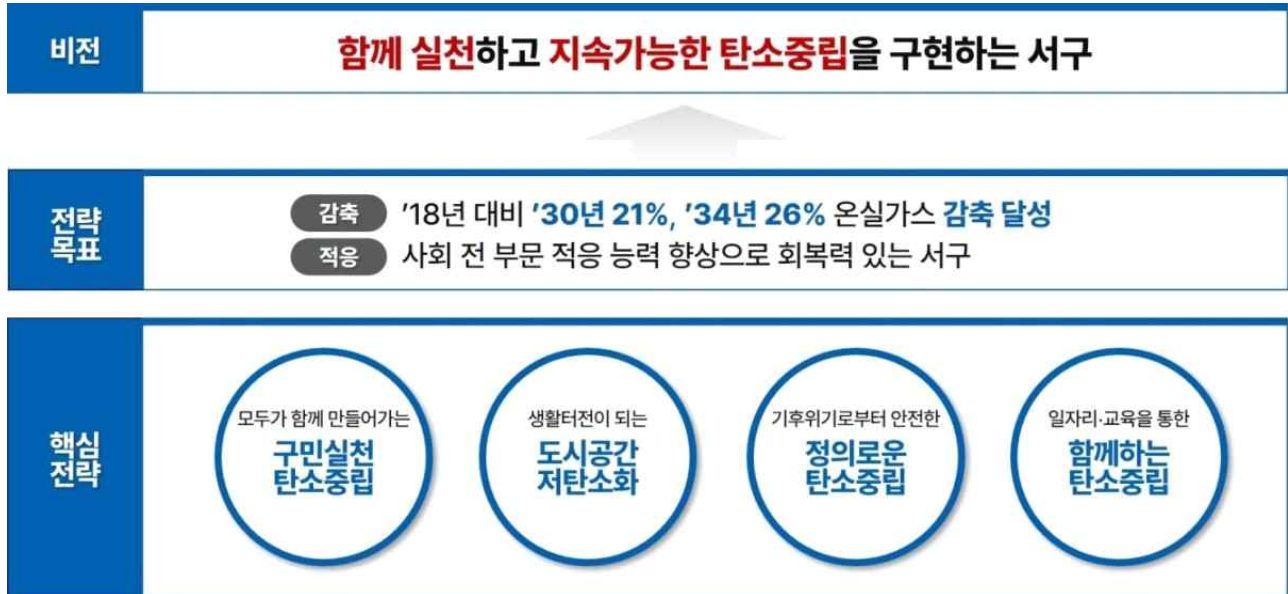 비전
함께 실천하고 지속가능한 탄소중립을 구현하는 서구
전략
목표
감축 ’18년 대비 ’30년 21%, ’34년 26% 온실가스 감축 달성
적응 사회 전 부문 적응 능력 향상으로 회복력 있는 서구
핵심
전략
모두가 함께 만들어가는
구민실천
탄소중립
생활터전이 되는
도시공간
저탄소화
기후위기로부터 안전한
정의로운
탄소중립
일자리·교육을 통한
함께하는
탄소중립